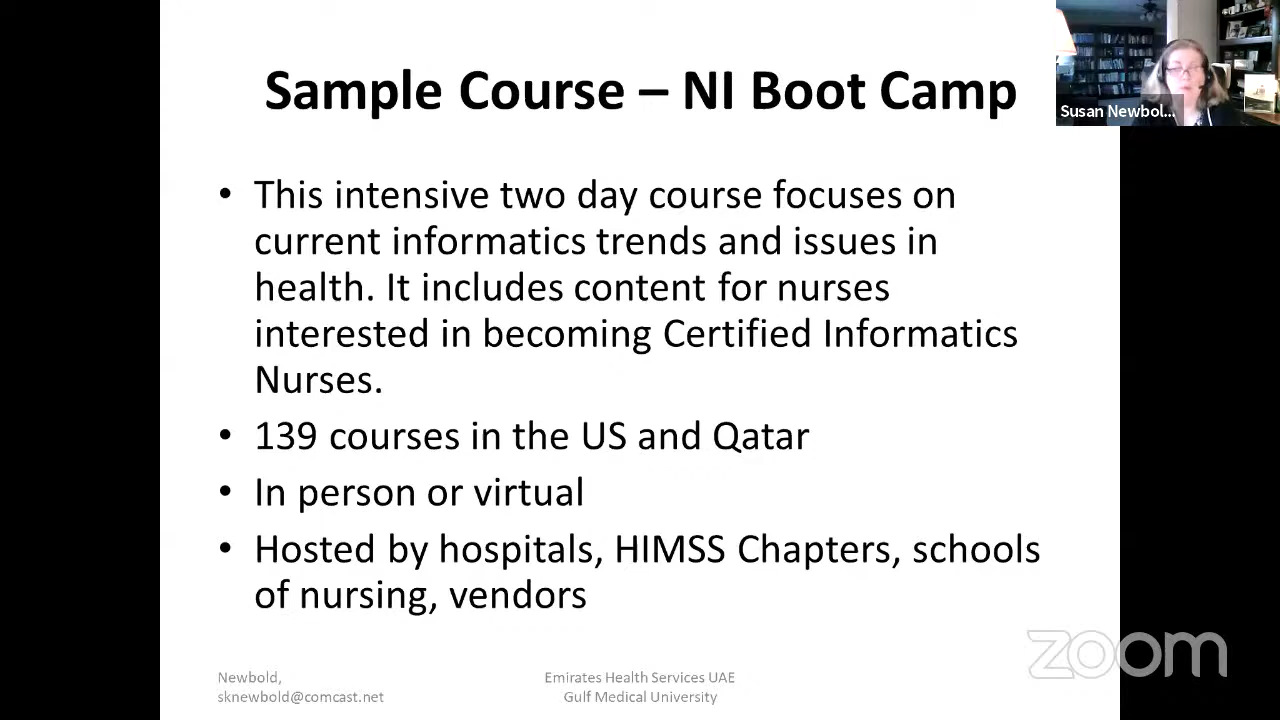 Sample Course – NI Boot Camp
Susan Newbol...
• This intensive two day course focuses on
current informatics trends and issues in
health. It includes content for nurses
interested in becoming Certified Informatics
Nurses.
• 139 courses in the US and Qatar
• In person or virtual
• Hosted by hospitals, HIMSS Chapters, schools
of nursing, vendors
zoom
Newbold,
sknewbold@comcast.net
Emirates Health Services UAE
Gulf Medical University